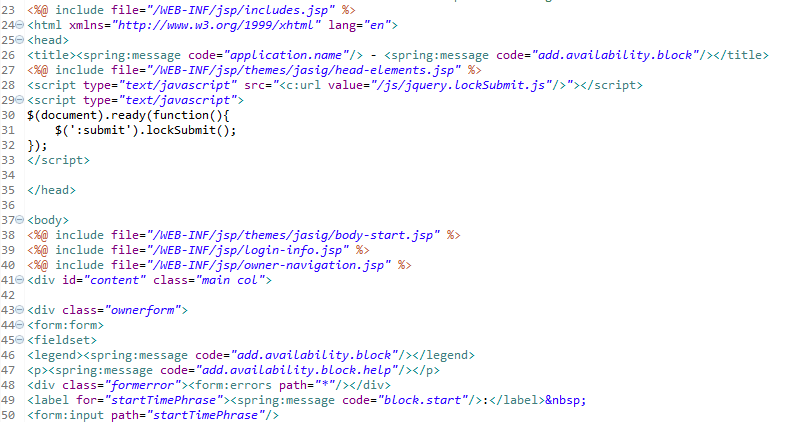 23 <%@ include file="/WEB-INF/jsp/includes.jsp" %>
24 <html xmlns="http://www.w3.org/1999/xhtml" lang="en">
25 <head>
26 <title><spring:message code="application.name"/> - <spring:message code="add.availability.block"/></title>
27 <%@ include file="/WEB-INF/jsp/themes/jasig/head-elements.jsp" %>
28 <script type="text/javascript" src="<c:url value="/js/jquery.lockSubmit.js"/>"></script>
29 <script type="text/javascript">
30 $(document).ready(function(){
31     $(':submit').lockSubmit();
32 });
33 </script>
34
35 </head>
36
37 <body>
38 <%@ include file="/WEB-INF/jsp/themes/jasig/body-start.jsp" %>
39 <%@ include file="/WEB-INF/jsp/login-info.jsp" %>
40 <%@ include file="/WEB-INF/jsp/owner-navigation.jsp" %>
41 <div id="content" class="main col">
42
43 <div class="ownerform">
44 <form:form>
45 <fieldset>
46 <legend><spring:message code="add.availability.block"/></legend>
47 <p><spring:message code="add.availability.block.help"/></p>
48 <div class="formerror"><form:errors path="*"/></div>
49 <label for="startTimePhrase"><spring:message code="block.start"/>:</label>&nbsp;
50 <form:input path="startTimePhrase"/>